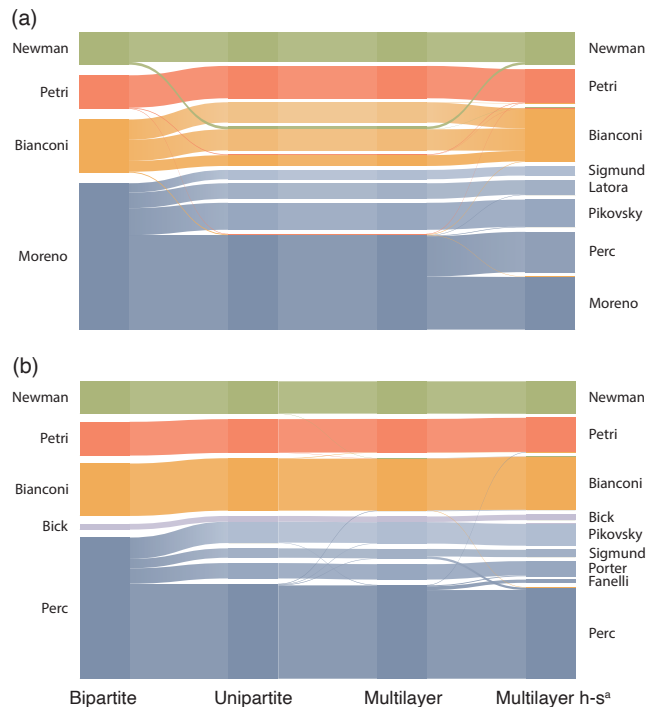 (a)
Newman
Petri
Bianconi
Moreno
Newman
Petri
Bianconi
Sigmund
Latora
Pikovsky
Perc
Moreno
(b)
Newman
Petri
Bianconi
Bick
Perc
Newman
Petri
Bianconi
Bick
Pikovsky
Sigmund
Porter
Fanelli
Perc
Bipartite Unipartite Multilayer Multilayer h-sᵃ